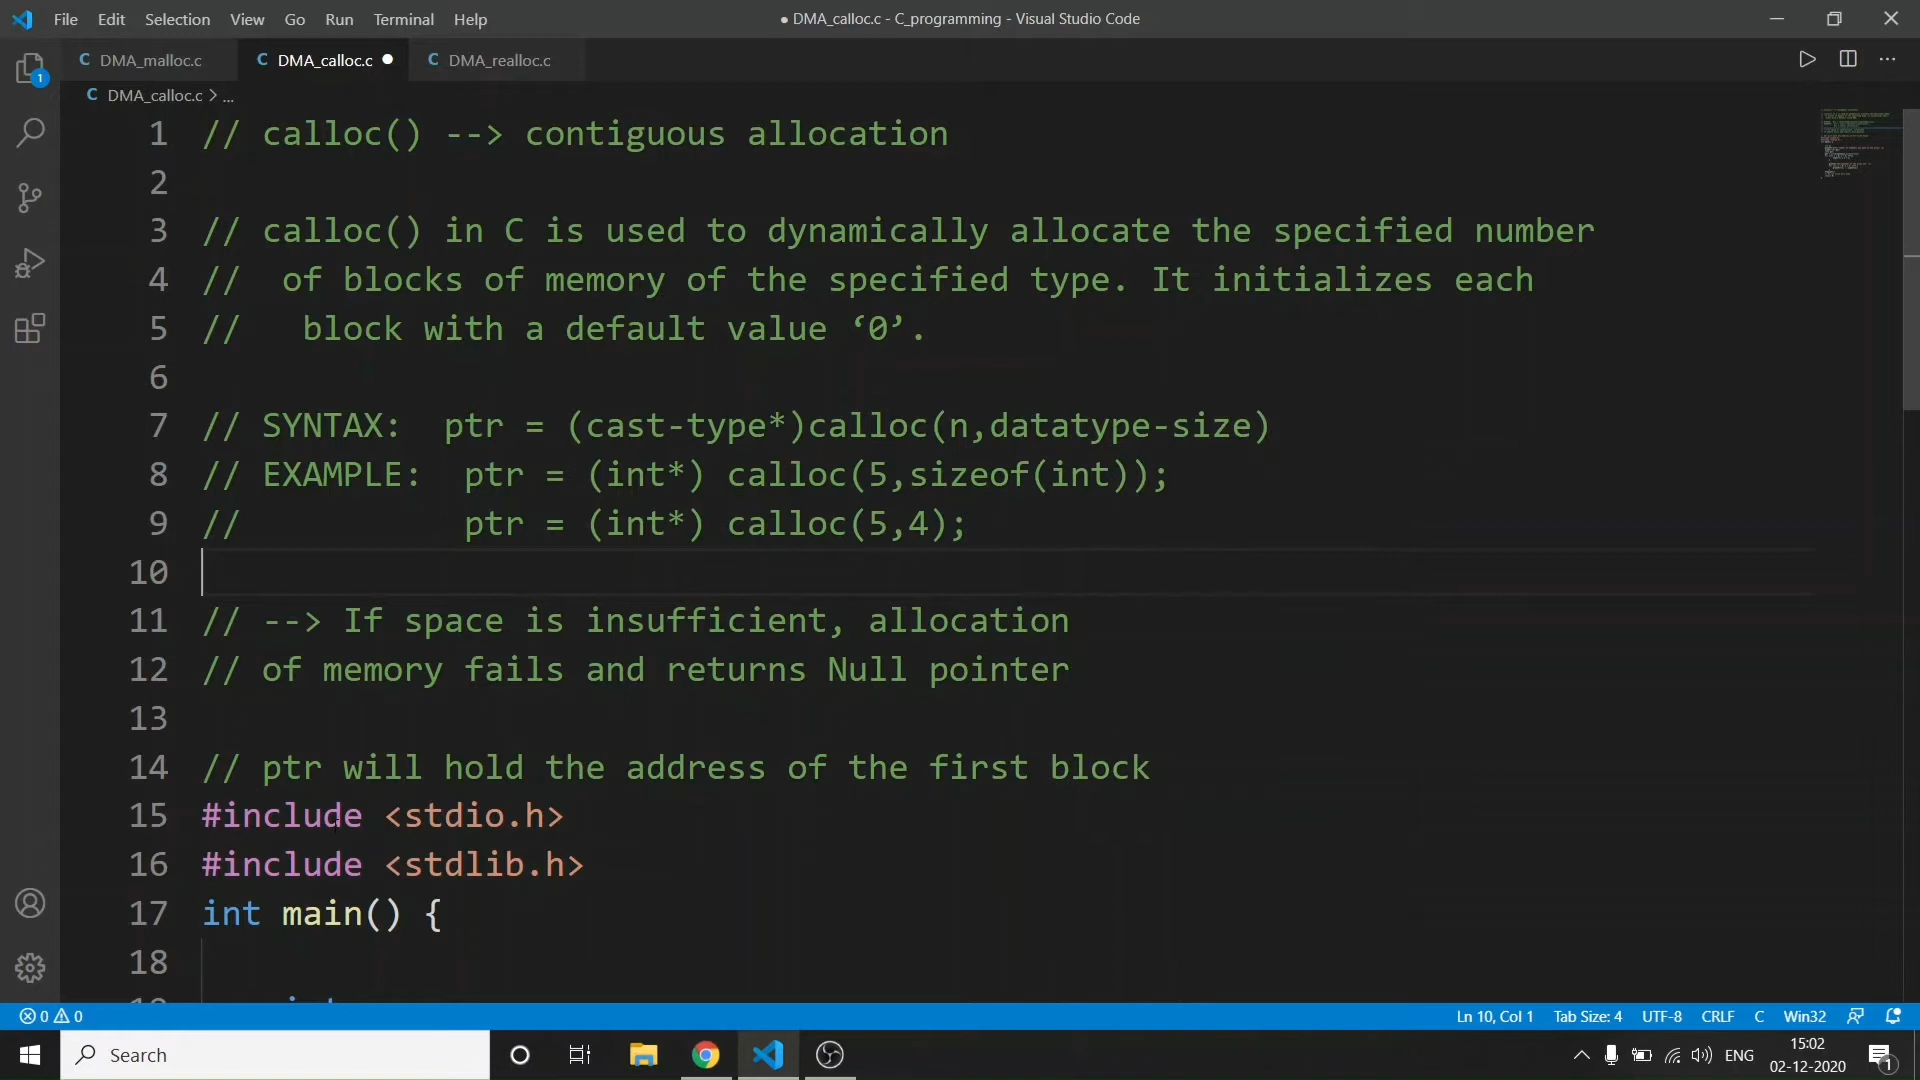 File Edit Selection View Go Run Terminal Help
● DMA_calloc.c - C_programming - Visual Studio Code
C DMA_malloc.c
C DMA_calloc.c ●
C DMA_realloc.c
C DMA_calloc.c > ...
1 // calloc() --> contiguous allocation
2
3 // calloc() in C is used to dynamically allocate the specified number
4 //  of blocks of memory of the specified type. It initializes each
5 //   block with a default value ‘0’.
6
7 // SYNTAX:  ptr = (cast-type*)calloc(n,datatype-size)
8 // EXAMPLE:  ptr = (int*) calloc(5,sizeof(int));
9 //           ptr = (int*) calloc(5,4);
10
11 // --> If space is insufficient, allocation
12 // of memory fails and returns Null pointer
13
14 // ptr will hold the address of the first block
15 #include <stdio.h>
16 #include <stdlib.h>
17 int main() {
18
1
0 0
Ln 10, Col 1 Tab Size: 4 UTF-8 CRLF C Win32
Search
ENG
15:02
02-12-2020
1